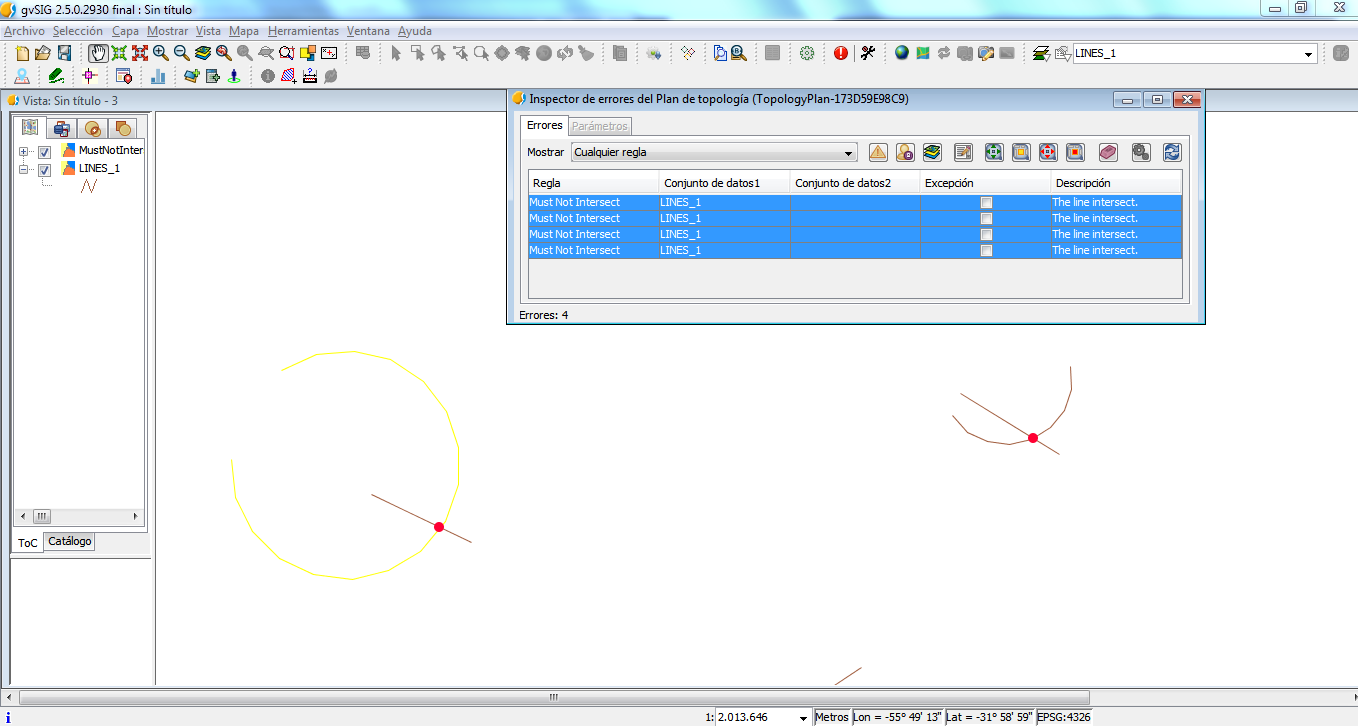 gvSIG 2.5.0.2930 final : Sin título
Archivo Selección Capa Mostrar Vista Mapa Herramientas Ventana Ayuda
LINES_1
Vista: Sin título - 3
MustNotInter
LINES_1
ToC Catálogo
Inspector de errores del Plan de topología (TopologyPlan-173D59E98C9)
Errores Parámetros
Mostrar Cualquier regla
Regla Conjunto de datos1 Conjunto de datos2 Excepción Descripción
Must Not Intersect LINES_1 The line intersect.
Must Not Intersect LINES_1 The line intersect.
Must Not Intersect LINES_1 The line intersect.
Must Not Intersect LINES_1 The line intersect.
Errores: 4
1: 2.013.646 Metros Lon = -55° 49' 13" Lat = -31° 58' 59" EPSG:4326